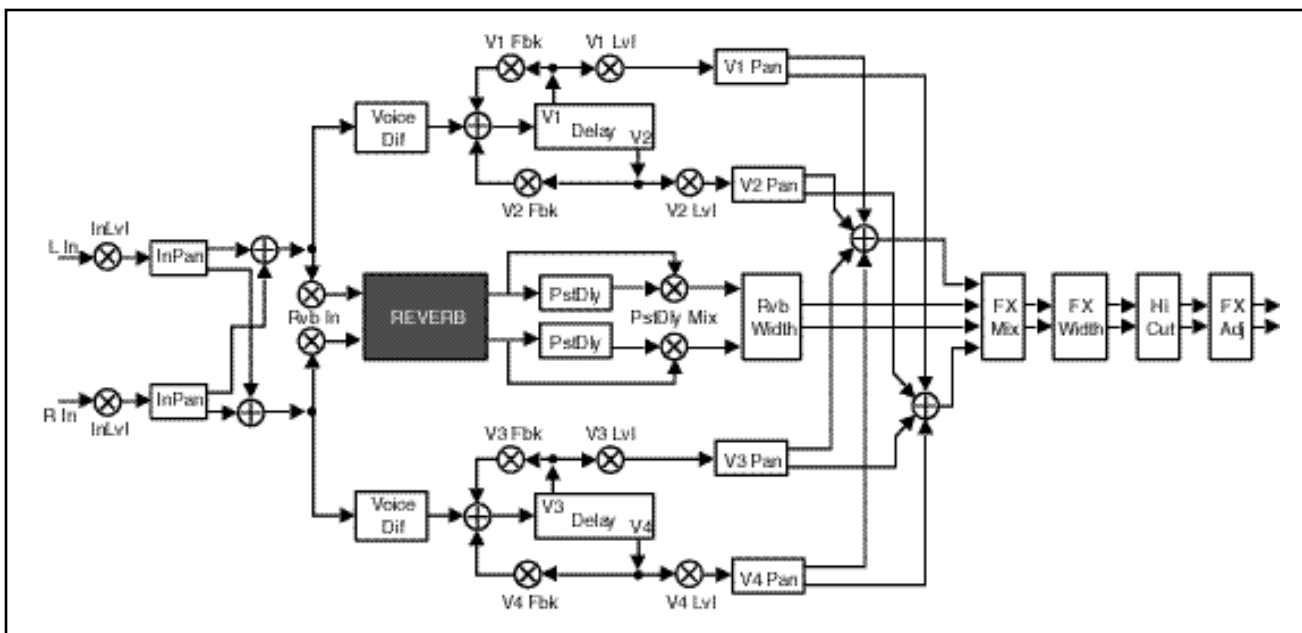 V1 Fbk
V1 Lvl
V1 Pan
Voice
Dif
V1
Delay
V2
V2 Pan
V2 Fbk
V2 Lvl
InLvl
L In
InPan
Rvb In
REVERB
PstDly
PstDly Mix
PstDly
Rvb
Width
FX
Mix
FX
Width
Hi
Cut
FX
Adj
InPan
R In
InLvl
V3 Fbk
V3 Lvl
V3 Pan
Voice
Dif
V3
Delay
V4
V4 Pan
V4 Fbk
V4 Lvl